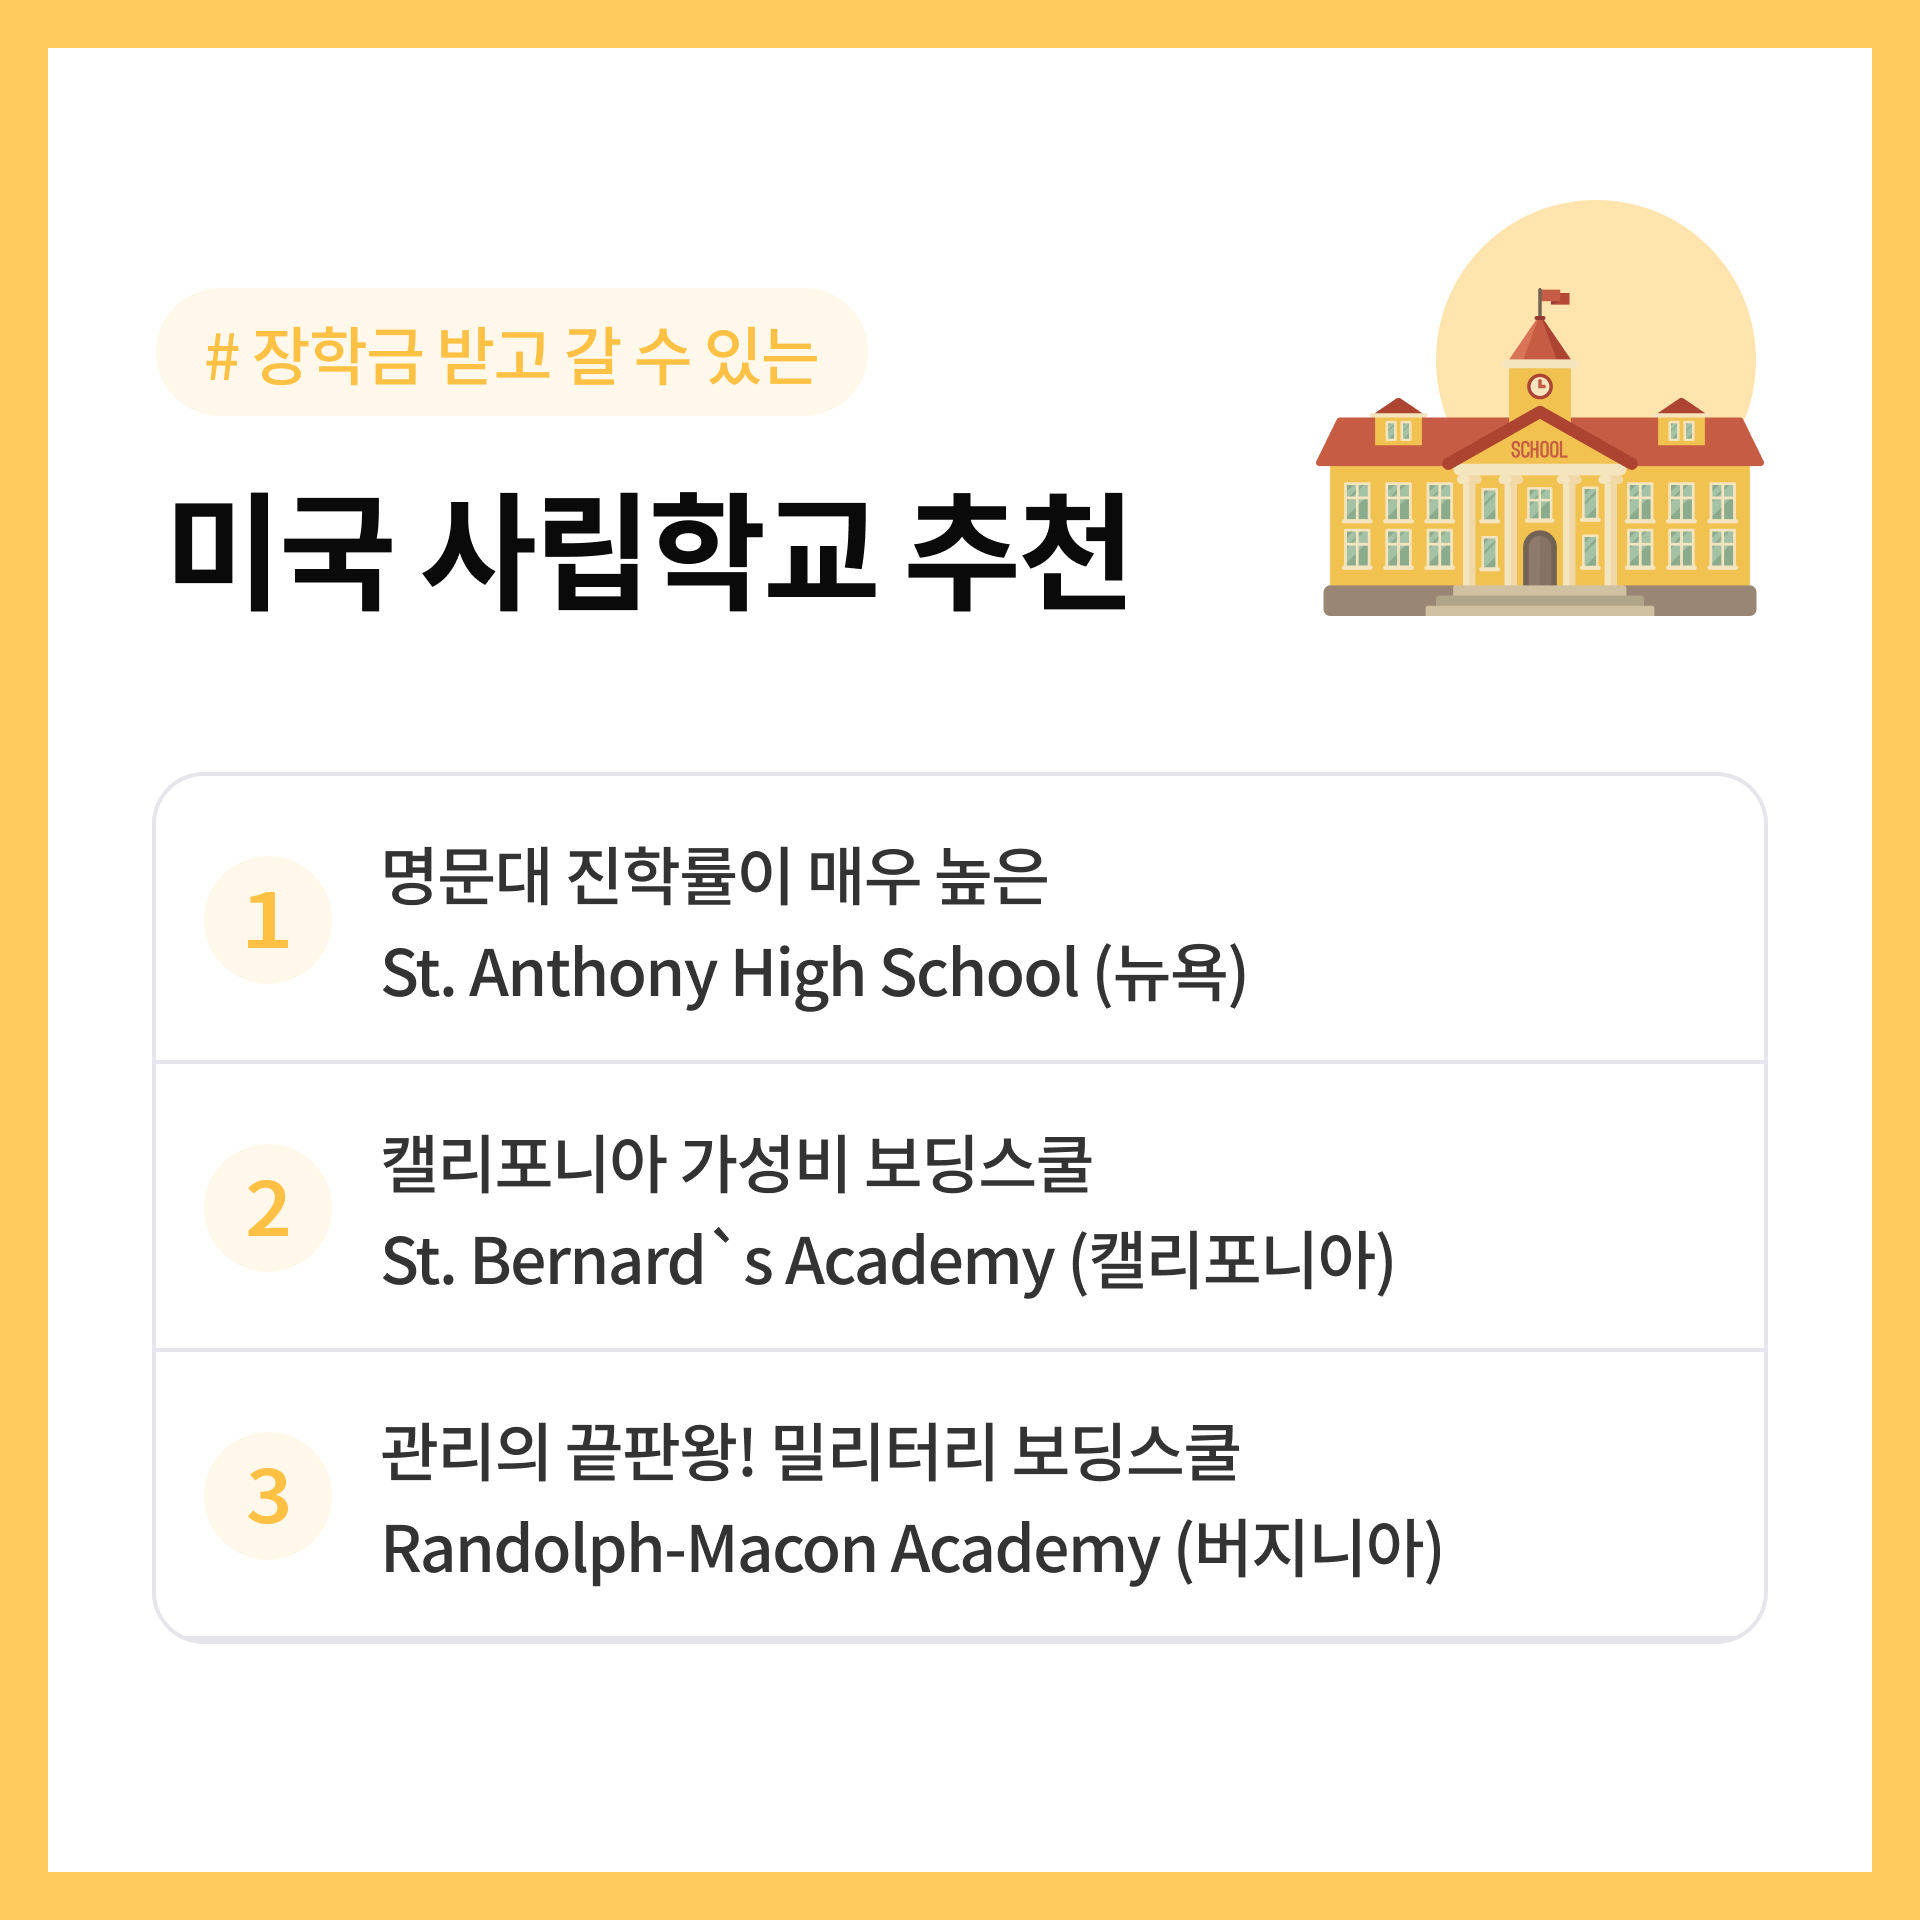 # 장학금 받고 갈 수 있는
미국 사립학교 추천
SCHOOL
1
명문대 진학률이 매우 높은
St. Anthony High School (뉴욕)
2
캘리포니아 가성비 보딩스쿨
St. Bernard`s Academy (캘리포니아)
3
관리의 끝판왕! 밀리터리 보딩스쿨
Randolph-Macon Academy (버지니아)